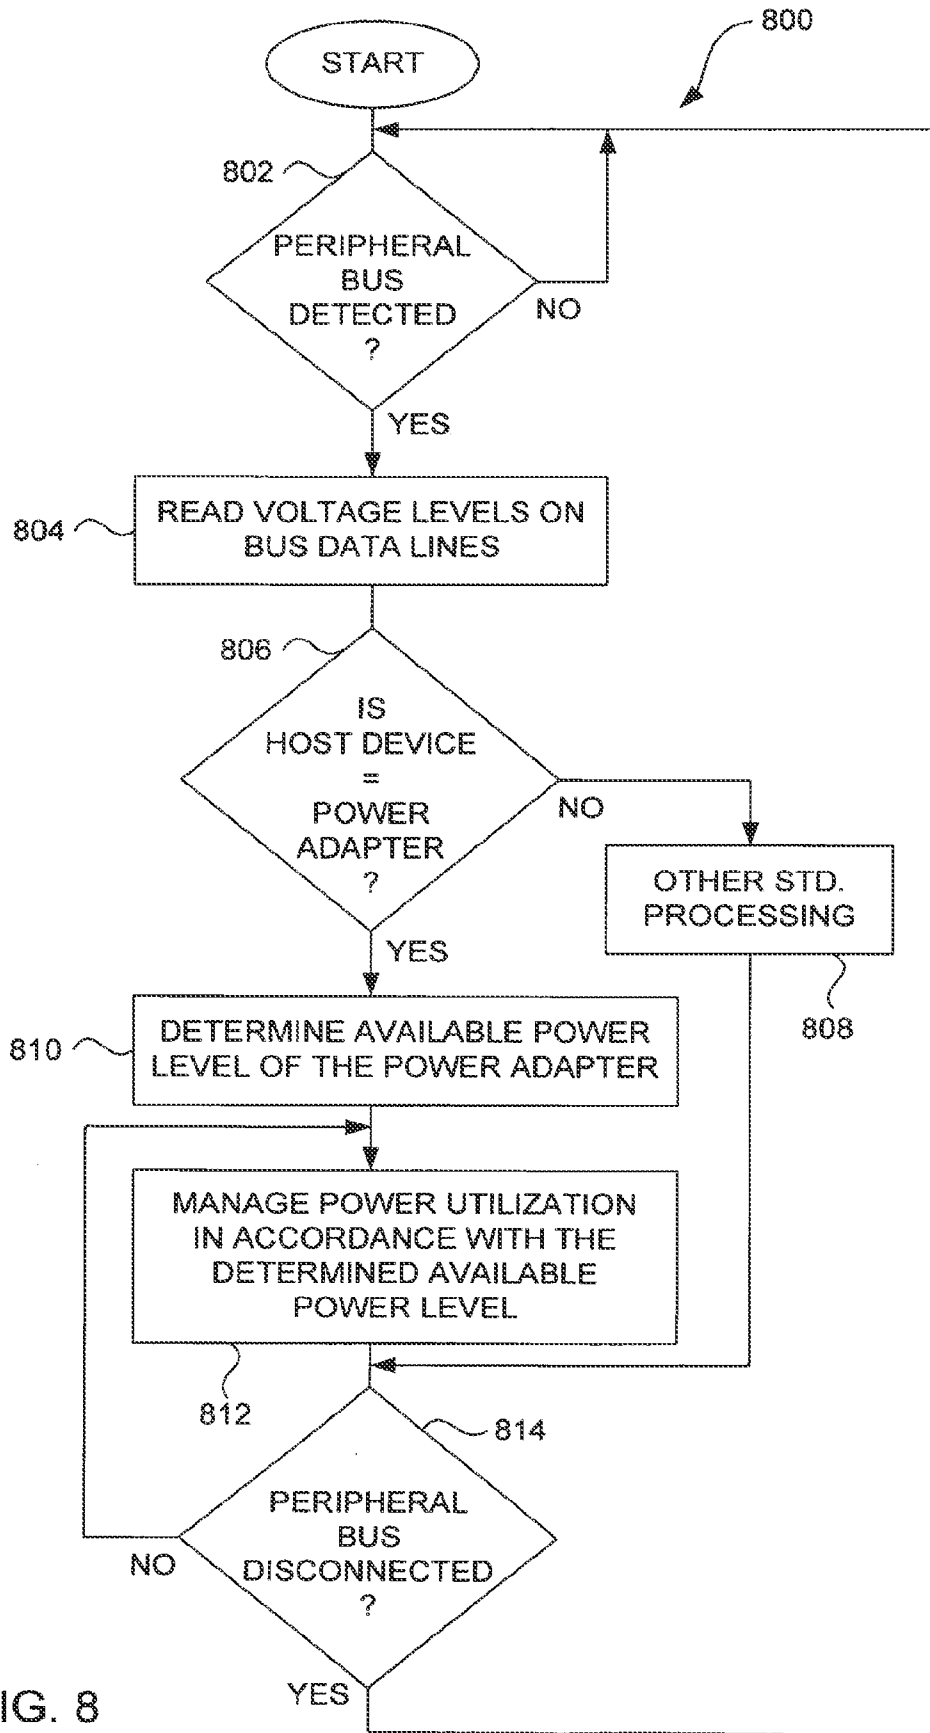 800
START
802
PERIPHERAL
BUS
DETECTED
?
NO
YES
804
READ VOLTAGE LEVELS ON
BUS DATA LINES
806
IS
HOST DEVICE
=
POWER
ADAPTER
?
NO
YES
OTHER STD.
PROCESSING
808
810
DETERMINE AVAILABLE POWER
LEVEL OF THE POWER ADAPTER
MANAGE POWER UTILIZATION
IN ACCORDANCE WITH THE
DETERMINED AVAILABLE
POWER LEVEL
812
814
PERIPHERAL
BUS
DISCONNECTED
?
NO
YES
IG. 8